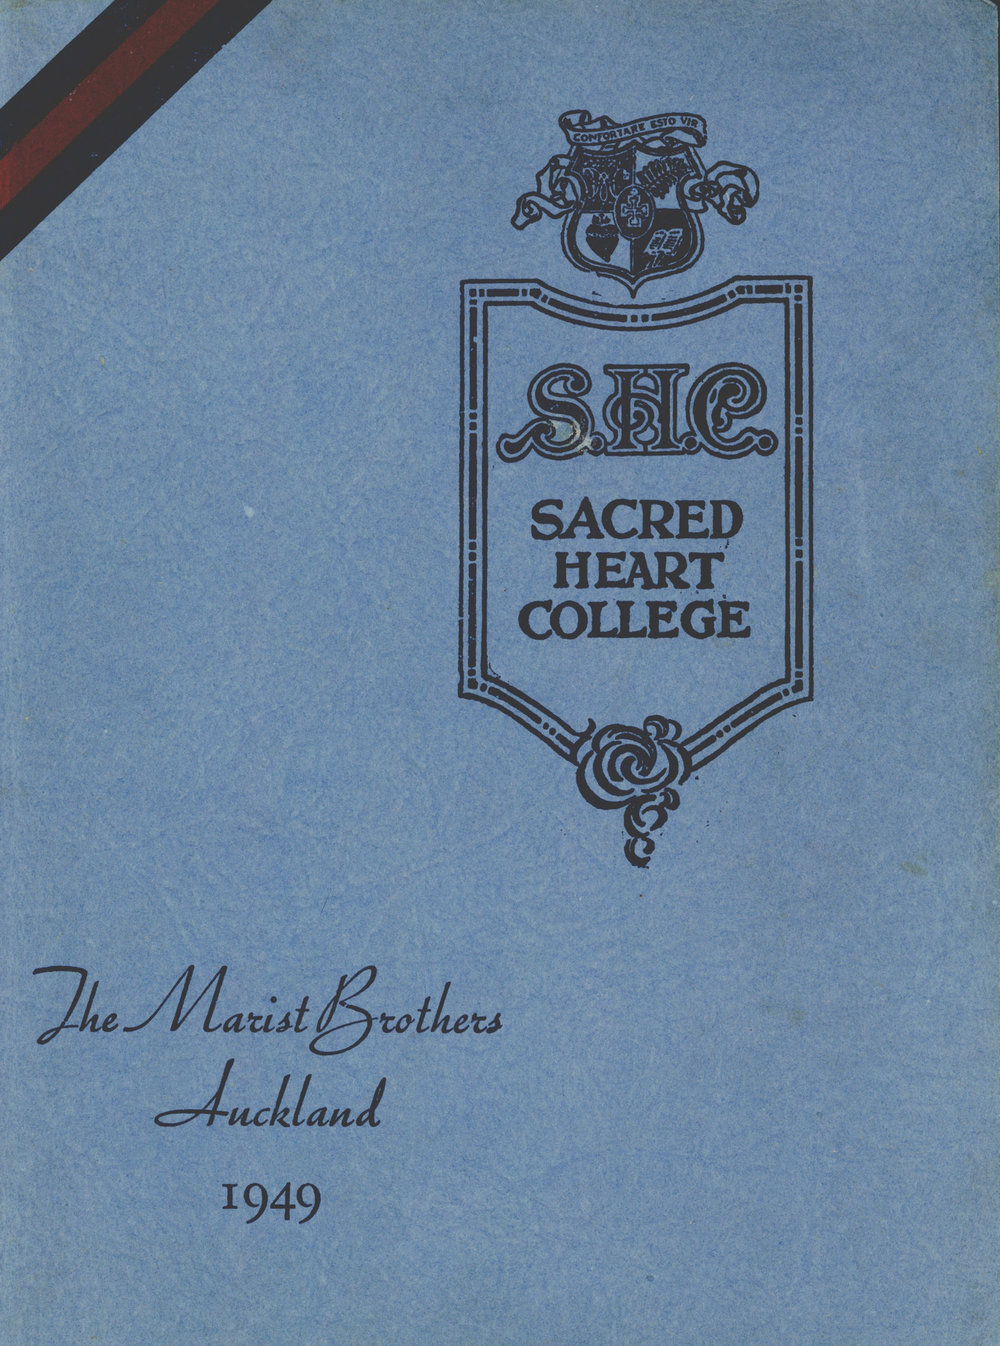 CONFORTARE ESTO VIR
S.H.C.
SACRED
HEART
COLLEGE
The Marist Brothers
Auckland
1949